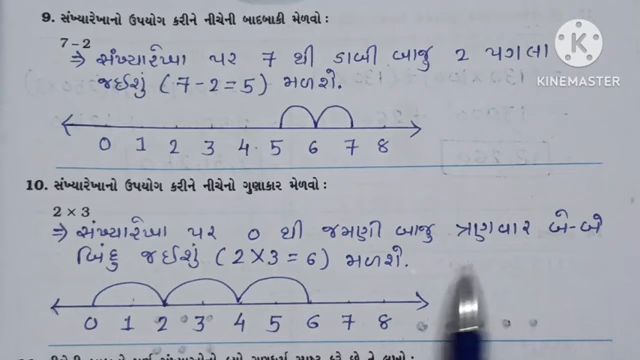 9. સંખ્યારેખાનો ઉપયોગ કરીને નીચેની બાદબાકી મેળવો :
7 – 2
⇒ સંખ્યારેખા પર 7 થી ડાબી બાજુ 2 પગલા
જઈશું (7-2=5) મળશે.
0 1 2 3 4 5 6 7 8
10. સંખ્યારેખાનો ઉપયોગ કરીને નીચેનો ગુણાકાર મેળવો :
2 × 3
⇒ સંખ્યારેખા પર 0 થી જમણી બાજુ ત્રણવાર બે-બે
બિંદુ જઈશું (2×3=6) મળશે.
0 1 2 3 4 5 6 7 8
KINEMASTER